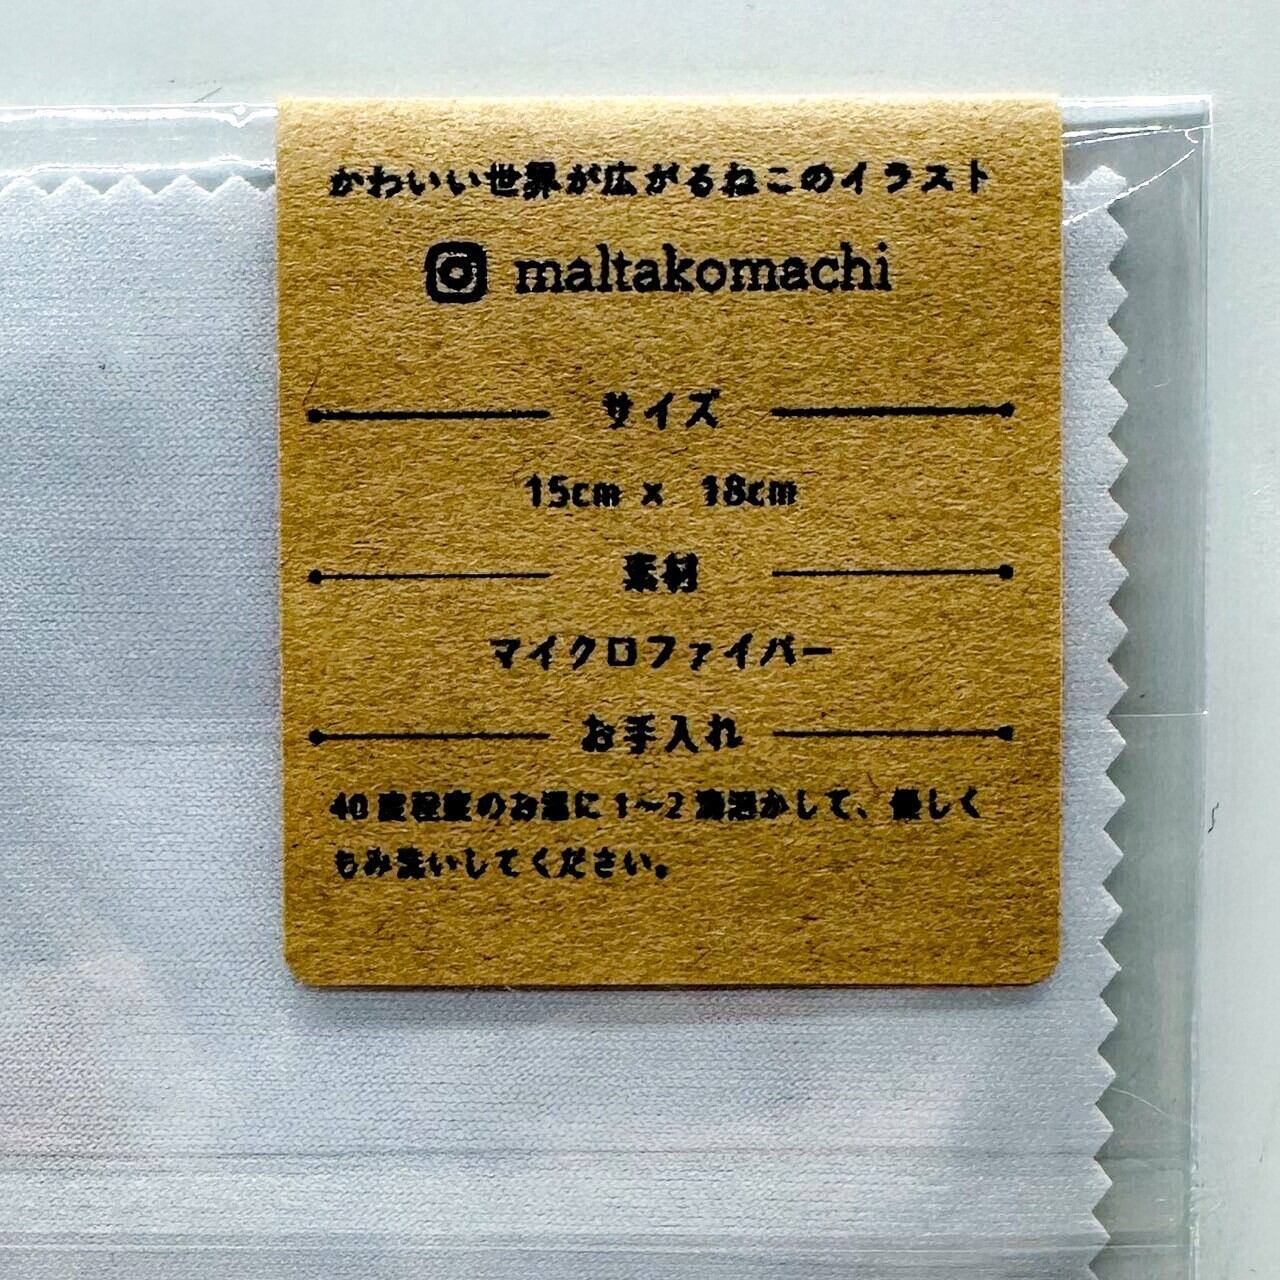 かわいい世界が広がるねこのイラスト
maltakomachi
サイズ
15cm x 18cm
素材
マイクロファイバー
お手入れ
40度程度のお湯に1〜2滴溶かして、優しく
もみ洗いしてください。